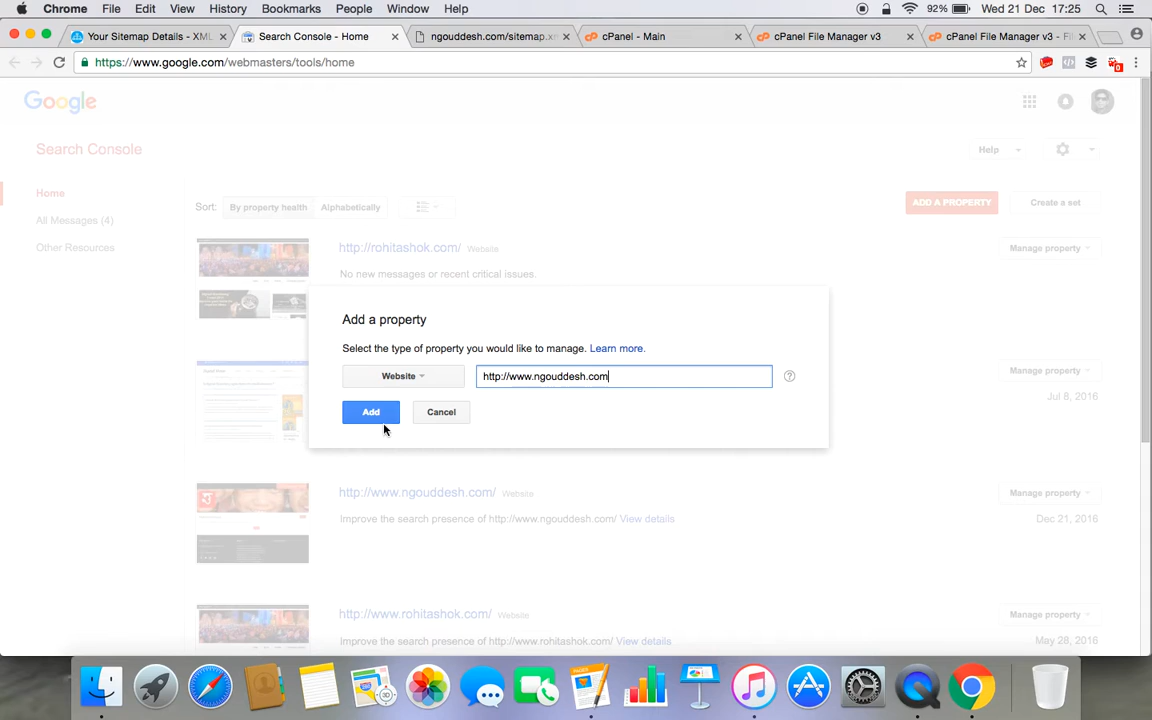 Chrome File Edit View History Bookmarks People Window Help 92% Wed 21 Dec 17:25
Your Sitemap Details - XML Search Console - Home ngouddesh.com/sitemap.xm cPanel - Main cPanel File Manager v3 cPanel File Manager v3 - Fil
https://www.google.com/webmasters/tools/home
Google
Search Console Help
Home
All Messages (4)
Other Resources
Sort: By property health Alphabetically ADD A PROPERTY Create a set
http://rohitashok.com/ Website Manage property
No new messages or recent critical issues.
Add a property
Select the type of property you would like to manage. Learn more.
Website http://www.ngouddesh.com
Add Cancel
Manage property
Jul 8, 2016
http://www.ngouddesh.com/ Website Manage property
Improve the search presence of http://www.ngouddesh.com/ View details Dec 21, 2016
http://www.rohitashok.com/ Website Manage property
Improve the search presence of http://www.rohitashok.com/ View details May 28, 2016